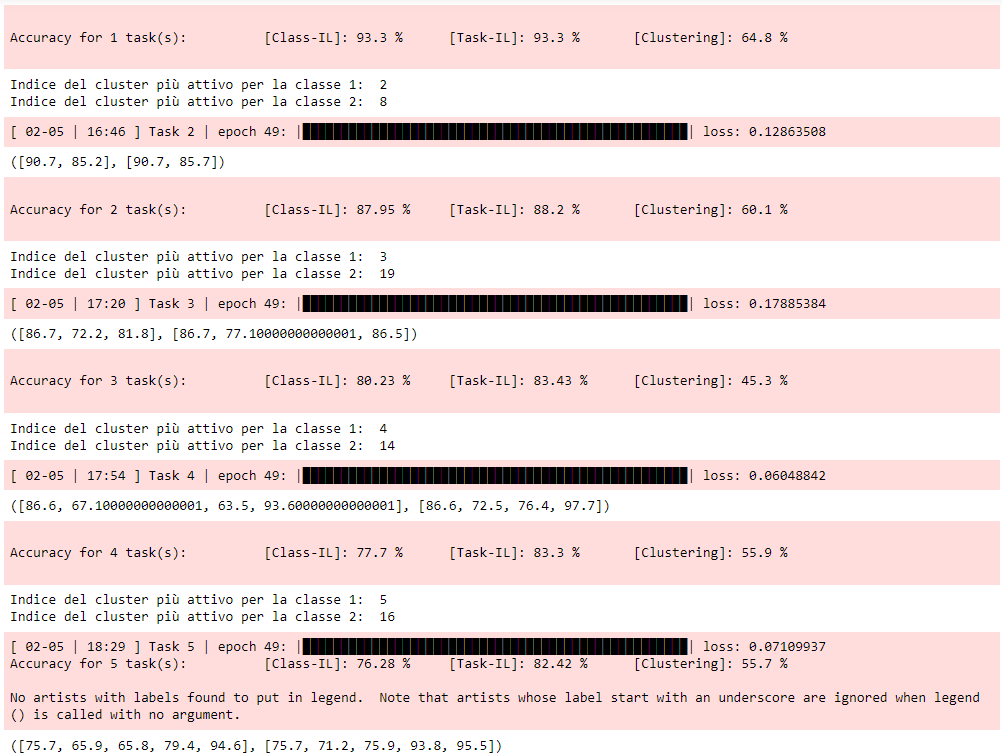 Accuracy for 1 task(s): [Class-IL]: 93.3 % [Task-IL]: 93.3 % [Clustering]: 64.8 %
Indice del cluster più attivo per la classe 1: 2
Indice del cluster più attivo per la classe 2: 8
[ 02-05 | 16:46 ] Task 2 | epoch 49: || loss: 0.12863508
([90.7, 85.2], [90.7, 85.7])
Accuracy for 2 task(s): [Class-IL]: 87.95 % [Task-IL]: 88.2 % [Clustering]: 60.1 %
Indice del cluster più attivo per la classe 1: 3
Indice del cluster più attivo per la classe 2: 19
[ 02-05 | 17:20 ] Task 3 | epoch 49: || loss: 0.17885384
([86.7, 72.2, 81.8], [86.7, 77.10000000000001, 86.5])
Accuracy for 3 task(s): [Class-IL]: 80.23 % [Task-IL]: 83.43 % [Clustering]: 45.3 %
Indice del cluster più attivo per la classe 1: 4
Indice del cluster più attivo per la classe 2: 14
[ 02-05 | 17:54 ] Task 4 | epoch 49: || loss: 0.06048842
([86.6, 67.10000000000001, 63.5, 93.60000000000001], [86.6, 72.5, 76.4, 97.7])
Accuracy for 4 task(s): [Class-IL]: 77.7 % [Task-IL]: 83.3 % [Clustering]: 55.9 %
Indice del cluster più attivo per la classe 1: 5
Indice del cluster più attivo per la classe 2: 16
[ 02-05 | 18:29 ] Task 5 | epoch 49: || loss: 0.07109937
Accuracy for 5 task(s): [Class-IL]: 76.28 % [Task-IL]: 82.42 % [Clustering]: 55.7 %
No artists with labels found to put in legend. Note that artists whose label start with an underscore are ignored when legend
() is called with no argument.
([75.7, 65.9, 65.8, 79.4, 94.6], [75.7, 71.2, 75.9, 93.8, 95.5])